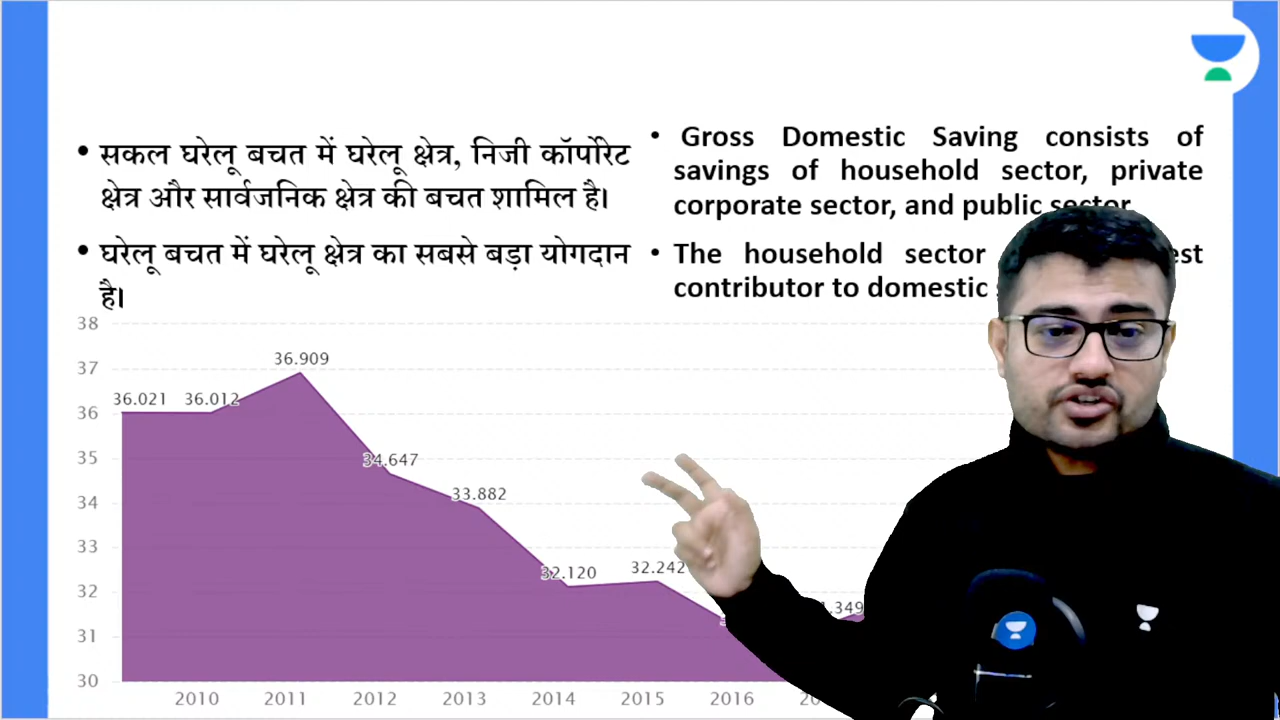 • सकल घरेलू बचत में घरेलू क्षेत्र, निजी कॉर्पोरेट
क्षेत्र और सार्वजनिक क्षेत्र की बचत शामिल है।
• घरेलू बचत में घरेलू क्षेत्र का सबसे बड़ा योगदान
है।
• Gross Domestic Saving consists of
savings of household sector, private
corporate sector, and public sector.
• The household sector
contributor to domestic
38
37
36
35
34
33
32
31
30
36.021
36.012
36.909
34.647
33.882
32.120
32.242
2010
2011
2012
2013
2014
2015
2016